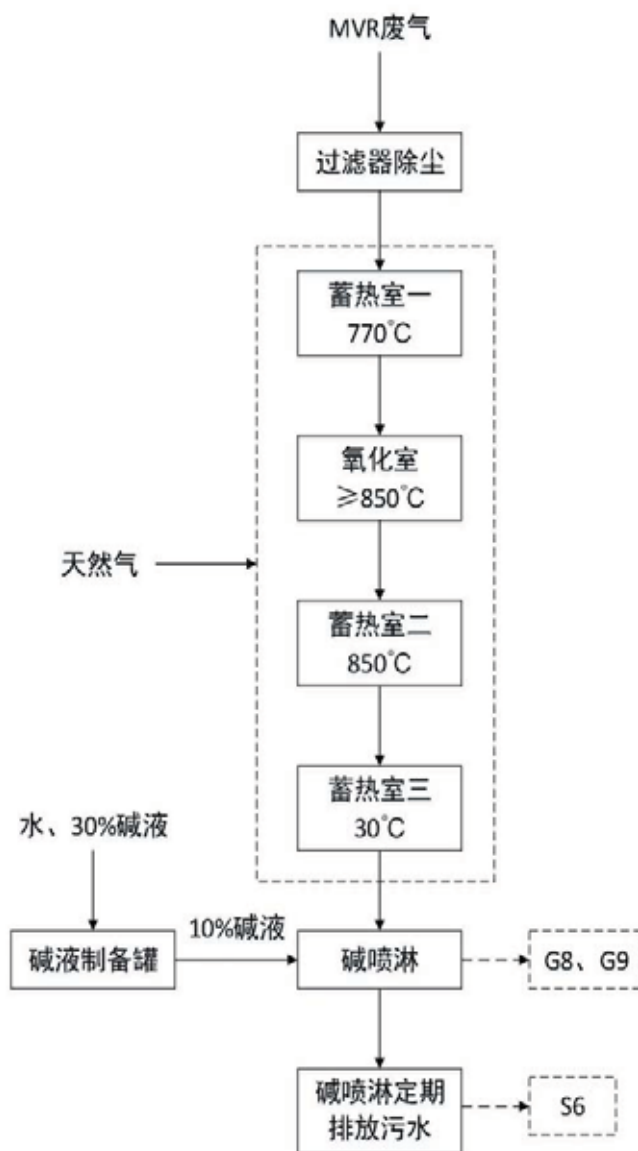 MVR废气
过滤器除尘
蓄热室一
770℃
氧化室
≥850℃
天然气
蓄热室二
850℃
蓄热室三
30℃
水、30%碱液
10%碱液
碱液制备罐
碱喷淋
G8、G9
碱喷淋定期
排放污水
S6